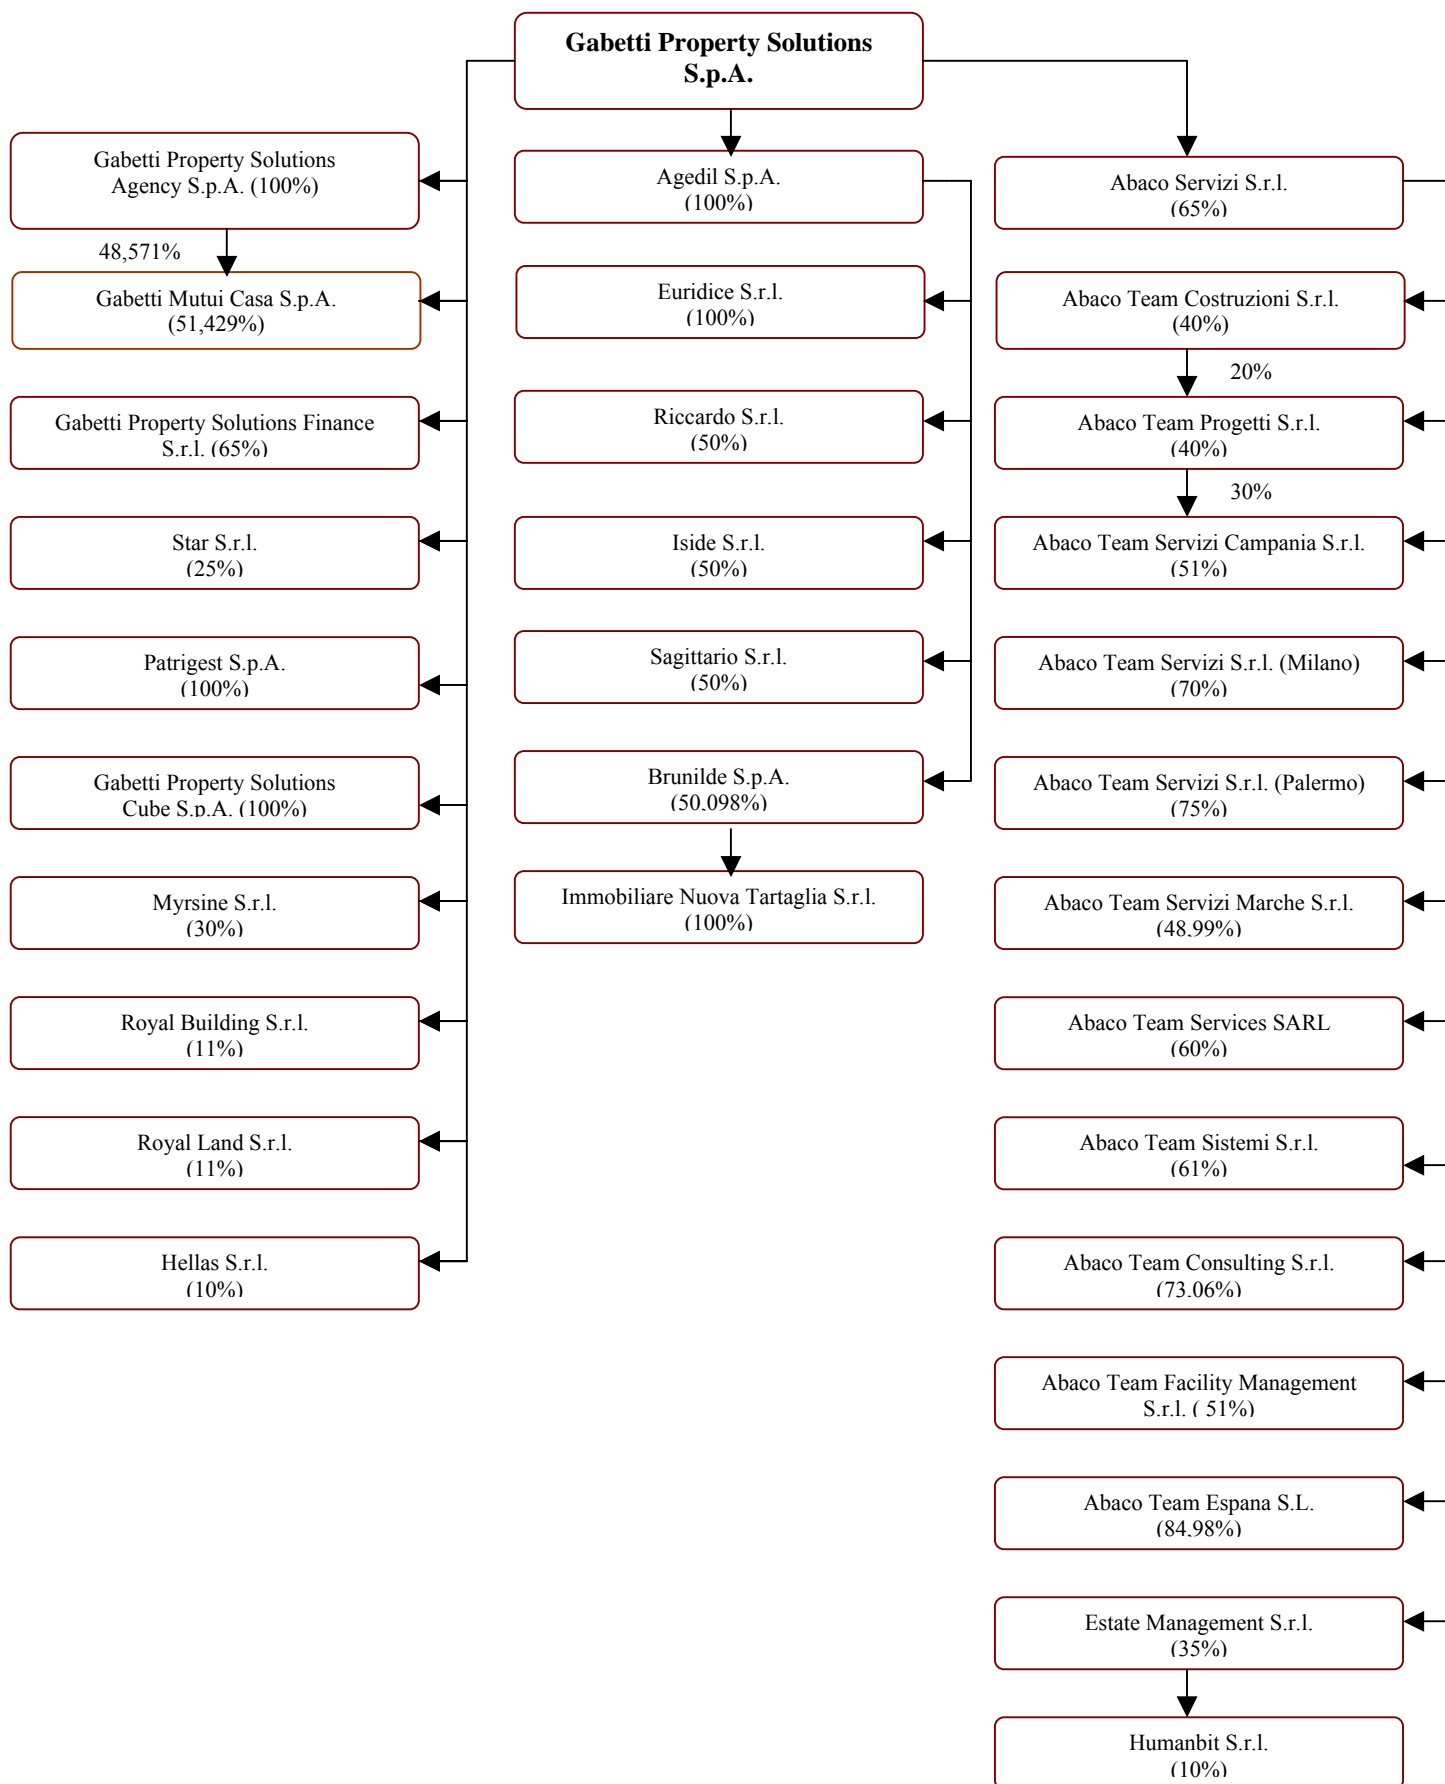 Gabetti Property Solutions
S.p.A.
Gabetti Property Solutions
Agency S.p.A. (100%)
48,571%
Gabetti Mutui Casa S.p.A.
(51,429%)
Gabetti Property Solutions Finance
S.r.l. (65%)
Star S.r.l.
(25%)
Patrigest S.p.A.
(100%)
Gabetti Property Solutions
Cube S.p.A. (100%)
Myrsine S.r.l.
(30%)
Royal Building S.r.l.
(11%)
Royal Land S.r.l.
(11%)
Hellas S.r.l.
(10%)
Agedil S.p.A.
(100%)
Euridice S.r.l.
(100%)
Riccardo S.r.l.
(50%)
Iside S.r.l.
(50%)
Sagittario S.r.l.
(50%)
Brunilde S.p.A.
(50,098%)
Immobiliare Nuova Tartaglia S.r.l.
(100%)
Abaco Servizi S.r.l.
(65%)
Abaco Team Costruzioni S.r.l.
(40%)
20%
Abaco Team Progetti S.r.l.
(40%)
30%
Abaco Team Servizi Campania S.r.l.
(51%)
Abaco Team Servizi S.r.l. (Milano)
(70%)
Abaco Team Servizi S.r.l. (Palermo)
(75%)
Abaco Team Servizi Marche S.r.l.
(48,99%)
Abaco Team Services SARL
(60%)
Abaco Team Sistemi S.r.l.
(61%)
Abaco Team Consulting S.r.l.
(73,06%)
Abaco Team Facility Management
S.r.l. ( 51%)
Abaco Team Espana S.L.
(84,98%)
Estate Management S.r.l.
(35%)
Humanbit S.r.l.
(10%)